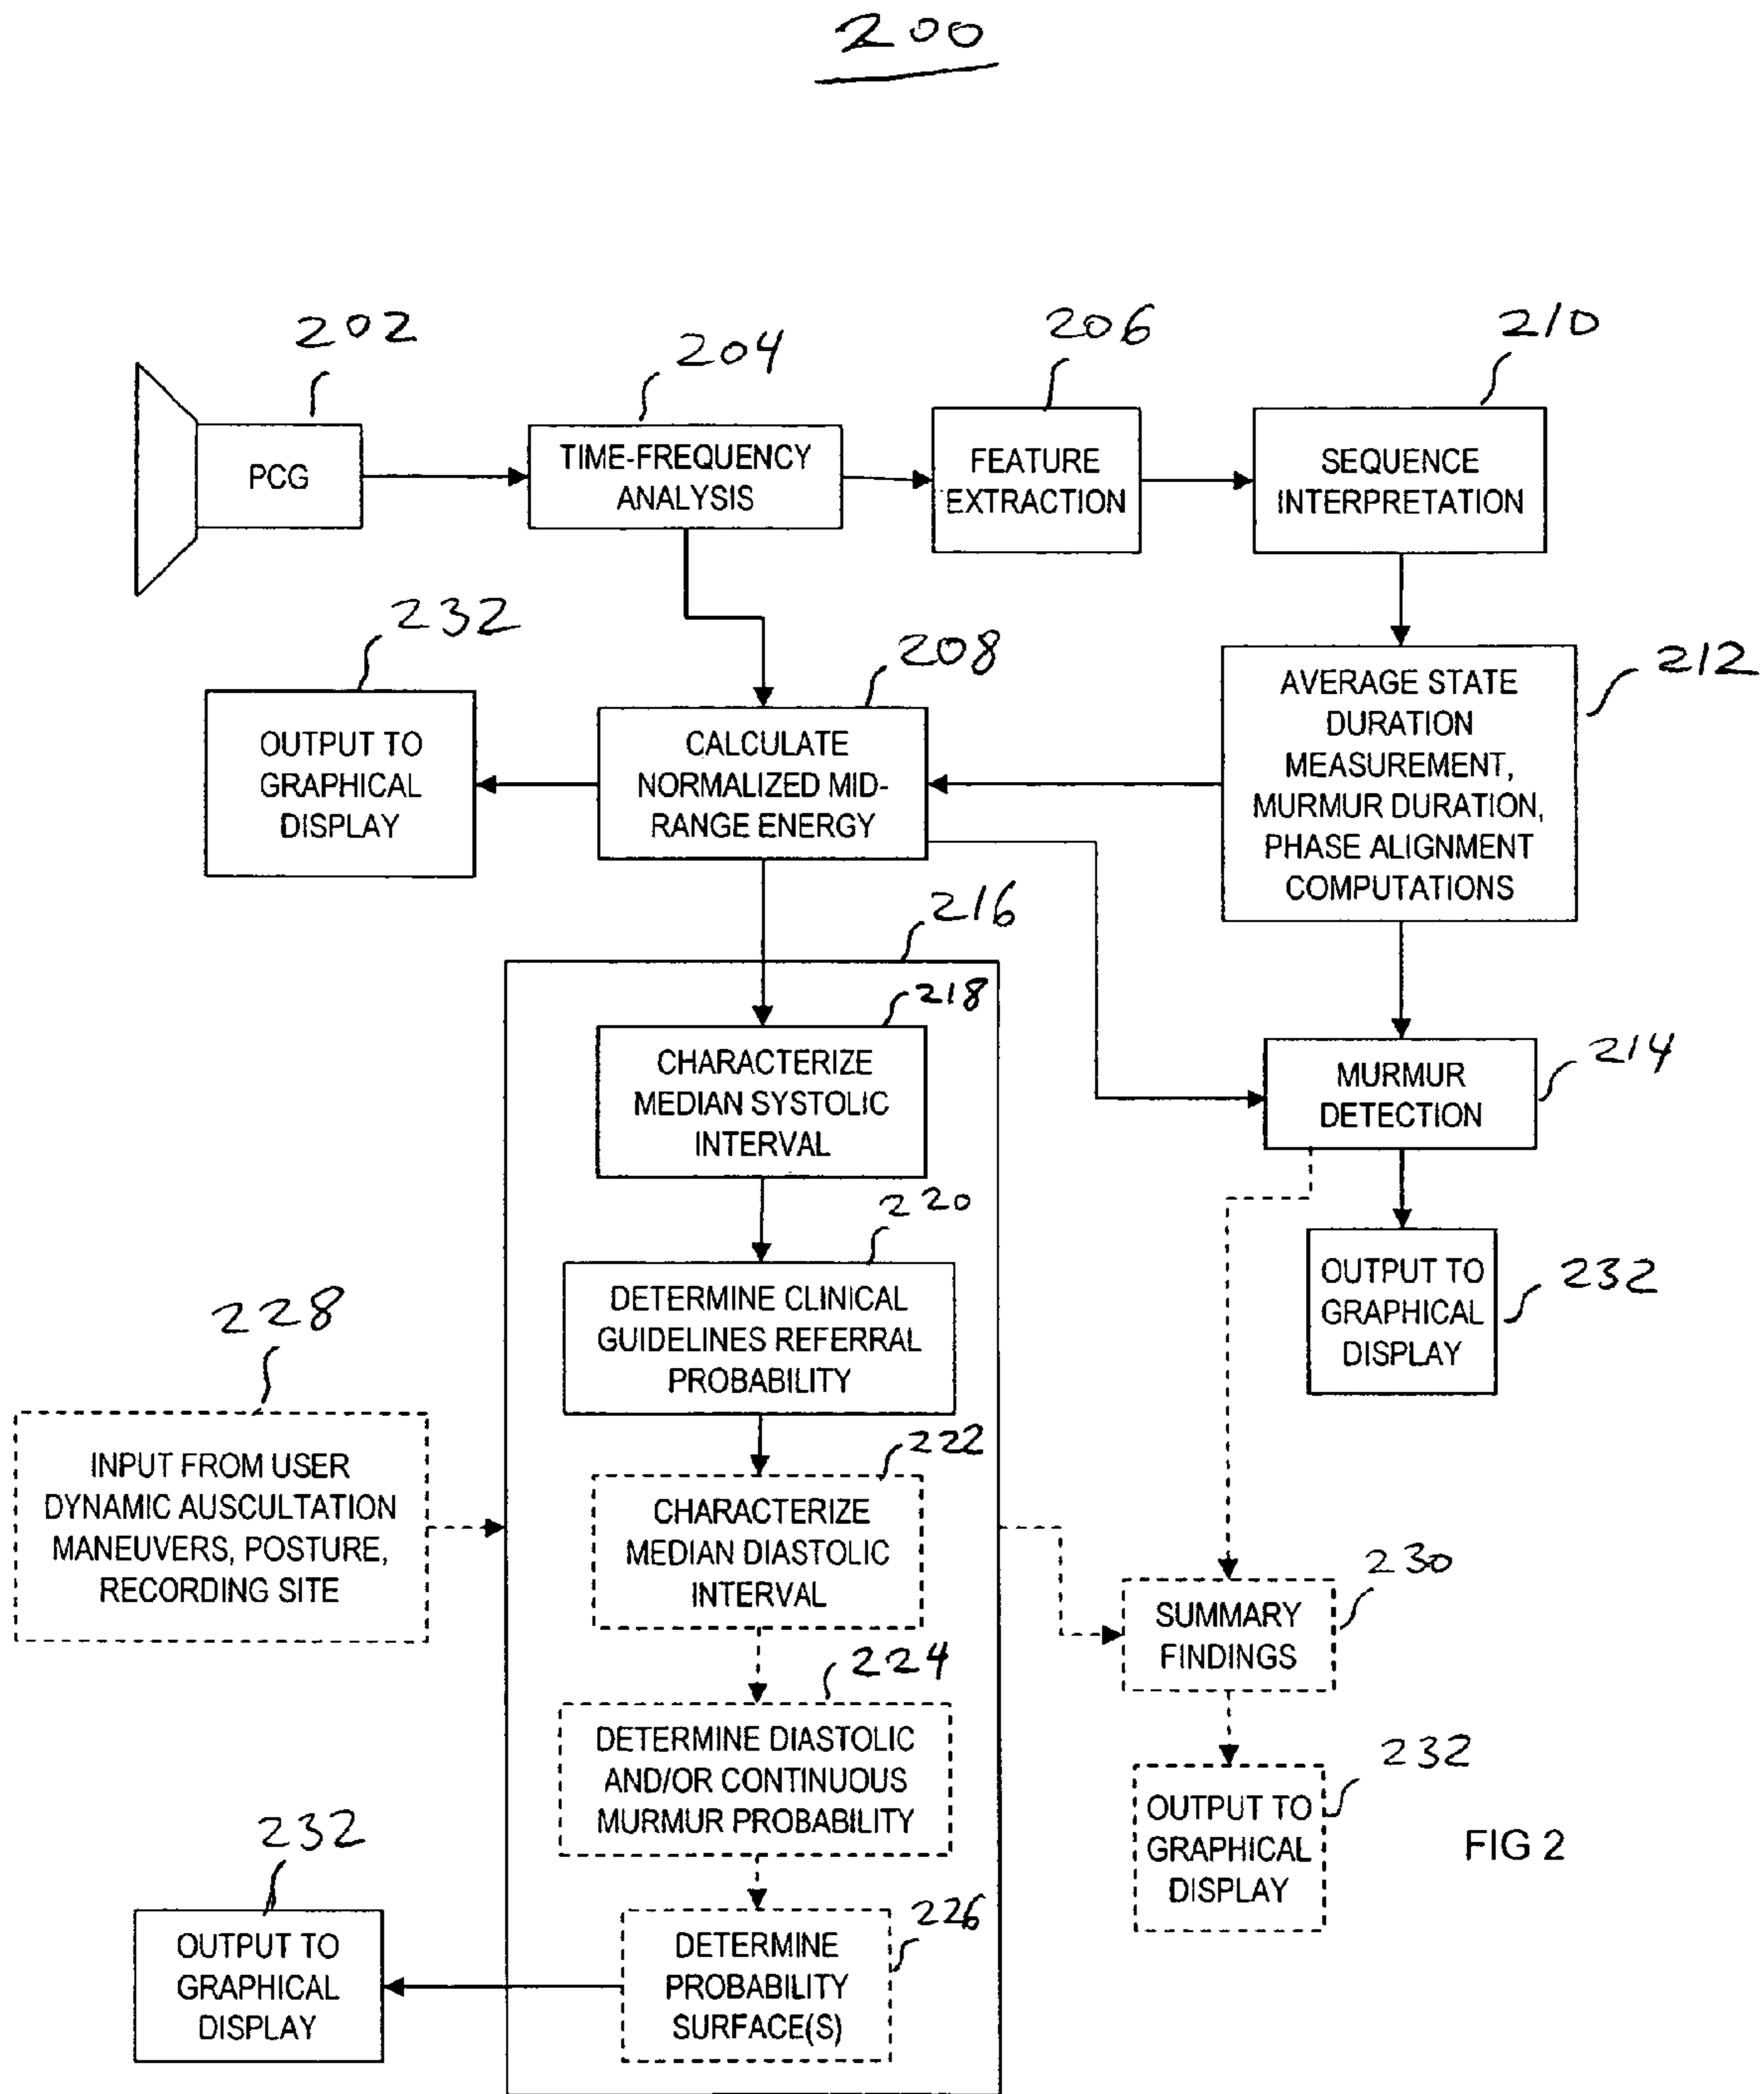 200
202
204
206
210
PCG
TIME-FREQUENCY
ANALYSIS
FEATURE
EXTRACTION
SEQUENCE
INTERPRETATION
232
208
212
OUTPUT TO
GRAPHICAL
DISPLAY
CALCULATE
NORMALIZED MID-
RANGE ENERGY
AVERAGE STATE
DURATION
MEASUREMENT,
MURMUR DURATION,
PHASE ALIGNMENT
COMPUTATIONS
216
218
CHARACTERIZE
MEDIAN SYSTOLIC
INTERVAL
214
MURMUR
DETECTION
220
DETERMINE CLINICAL
GUIDELINES REFERRAL
PROBABILITY
232
OUTPUT TO
GRAPHICAL
DISPLAY
228
INPUT FROM USER
DYNAMIC AUSCULTATION
MANEUVERS, POSTURE,
RECORDING SITE
222
CHARACTERIZE
MEDIAN DIASTOLIC
INTERVAL
230
SUMMARY
FINDINGS
224
DETERMINE DIASTOLIC
AND/OR CONTINUOUS
MURMUR PROBABILITY
232
OUTPUT TO
GRAPHICAL
DISPLAY
FIG 2
232
OUTPUT TO
GRAPHICAL
DISPLAY
226
DETERMINE
PROBABILITY
SURFACE(S)